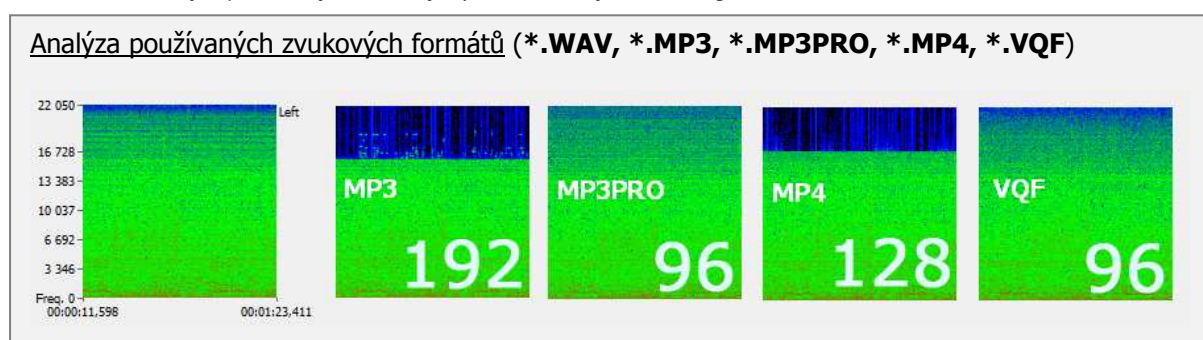 Analýza používaných zvukových formátů (*.WAV, *.MP3, *.MP3PRO, *.MP4, *.VQF)
22 050
Left
16 728
13 383
10 037
6 692
3 346
Freq. 0
00:00:11,598 00:01:23,411
MP3
192
MP3PRO
96
MP4
128
VQF
96